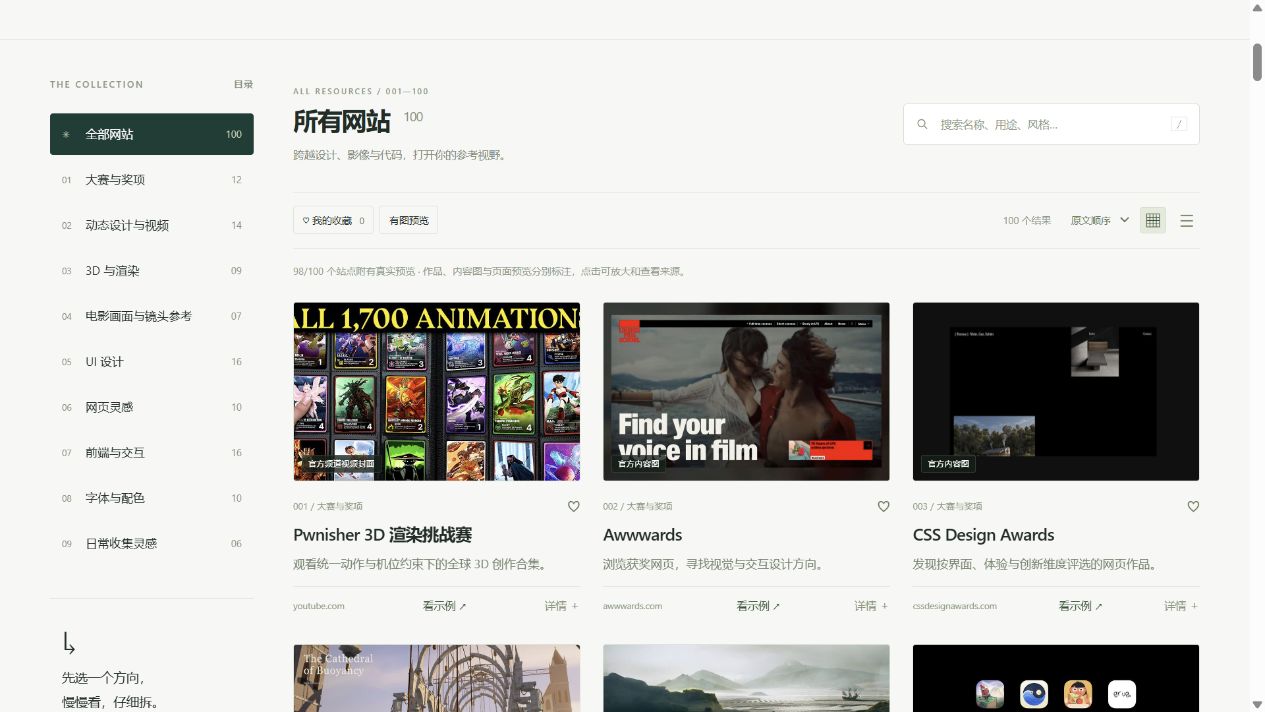 THE COLLECTION 目录
✳ 全部网站 100
01 大赛与奖项 12
02 动态设计与视频 14
03 3D 与渲染 09
04 电影画面与镜头参考 07
05 UI 设计 16
06 网页灵感 10
07 前端与交互 16
08 字体与配色 10
09 日常收集灵感 06
先选一个方向，
慢慢看，仔细拆。
ALL RESOURCES / 001—100
所有网站 100
跨越设计、影像与代码，打开你的参考视野。
搜索名称、用途、风格... /
♡ 我的收藏 0 有图预览
100 个结果 原文顺序
98/100 个站点附有真实预览 · 作品、内容图与页面预览分别标注，点击可放大和查看来源。
ALL 1,700 ANIMATION
官方频道视频封面
001 / 大赛与奖项
Pwnisher 3D 渲染挑战赛
观看统一动作与机位约束下的全球 3D 创作合集。
youtube.com 看示例 ↗ 详情 +
Find your
voice in film
官方内容图
002 / 大赛与奖项
Awwwards
浏览获奖网页，寻找视觉与交互设计方向。
awwwards.com 看示例 ↗ 详情 +
官方内容图
003 / 大赛与奖项
CSS Design Awards
发现按界面、体验与创新维度评选的网页作品。
cssdesignawards.com 看示例 ↗ 详情 +
The Cathedral
of Buoyancy